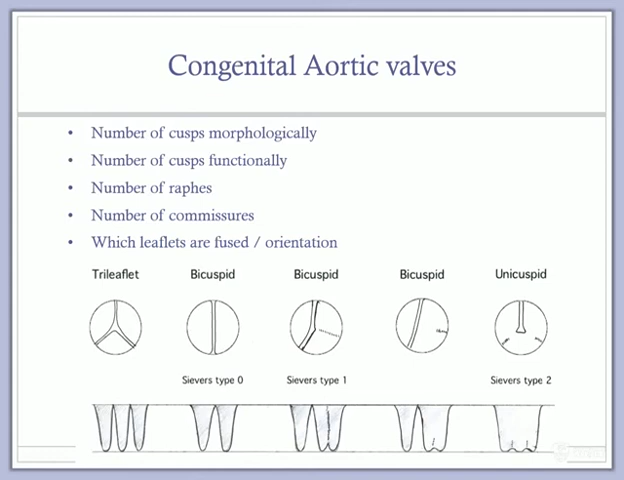 Congenital Aortic valves
• Number of cusps morphologically
• Number of cusps functionally
• Number of raphes
• Number of commissures
• Which leaflets are fused / orientation
Trileaflet Bicuspid Bicuspid Bicuspid Unicuspid
Sievers type 0 Sievers type 1 Sievers type 2